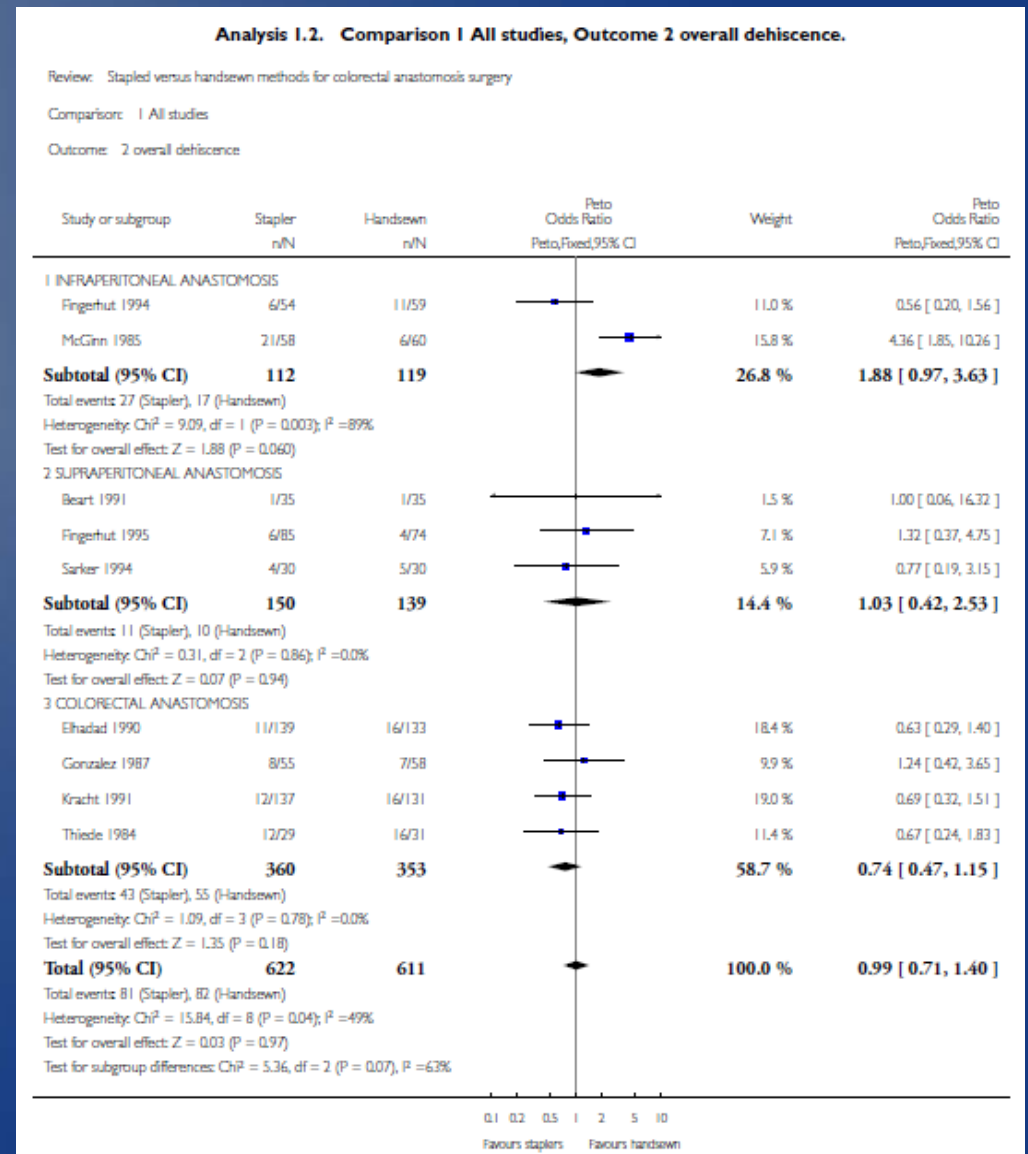 Analysis 1.2. Comparison 1 All studies, Outcome 2 overall dehiscence.
Review: Stapled versus handsewn methods for colorectal anastomosis surgery
Comparison: 1 All studies
Outcome: 2 overall dehiscence
Study or subgroup Stapler Handsewn Peto Odds Ratio Weight Peto Odds Ratio
n/N n/N Peto,Fixed,95% CI Peto,Fixed,95% CI
1 INFRAPERITONEAL ANASTOMOSIS
Fingerhut 1994 6/54 11/59 11.0 % 0.56 [ 0.20, 1.56 ]
McGinn 1985 21/58 6/60 15.8 % 4.36 [ 1.85, 10.26 ]
Subtotal (95% CI) 112 119 26.8 % 1.88 [ 0.97, 3.63 ]
Total events: 27 (Stapler), 17 (Handsewn)
Heterogeneity: Chi² = 9.09, df = 1 (P = 0.003); I² =89%
Test for overall effect: Z = 1.88 (P = 0.060)
2 SUPRAPERITONEAL ANASTOMOSIS
Beart 1991 1/35 1/35 1.5 % 1.00 [ 0.06, 16.32 ]
Fingerhut 1995 6/85 4/74 7.1 % 1.32 [ 0.37, 4.75 ]
Sarker 1994 4/30 5/30 5.9 % 0.77 [ 0.19, 3.15 ]
Subtotal (95% CI) 150 139 14.4 % 1.03 [ 0.42, 2.53 ]
Total events: 11 (Stapler), 10 (Handsewn)
Heterogeneity: Chi² = 0.31, df = 2 (P = 0.86); I² =0.0%
Test for overall effect: Z = 0.07 (P = 0.94)
3 COLORECTAL ANASTOMOSIS
Elhadad 1990 11/139 16/133 18.4 % 0.63 [ 0.29, 1.40 ]
Gonzalez 1987 8/55 7/58 9.9 % 1.24 [ 0.42, 3.65 ]
Kracht 1991 12/137 16/131 19.0 % 0.69 [ 0.32, 1.51 ]
Thiede 1984 12/29 16/31 11.4 % 0.67 [ 0.24, 1.83 ]
Subtotal (95% CI) 360 353 58.7 % 0.74 [ 0.47, 1.15 ]
Total events: 43 (Stapler), 55 (Handsewn)
Heterogeneity: Chi² = 1.09, df = 3 (P = 0.78); I² =0.0%
Test for overall effect: Z = 1.35 (P = 0.18)
Total (95% CI) 622 611 100.0 % 0.99 [ 0.71, 1.40 ]
Total events: 81 (Stapler), 82 (Handsewn)
Heterogeneity: Chi² = 15.84, df = 8 (P = 0.04); I² =49%
Test for overall effect: Z = 0.03 (P = 0.97)
Test for subgroup differences: Chi² = 5.36, df = 2 (P = 0.07), I² =63%
0.1 0.2 0.5 1 2 5 10
Favours staplers Favours handsewn